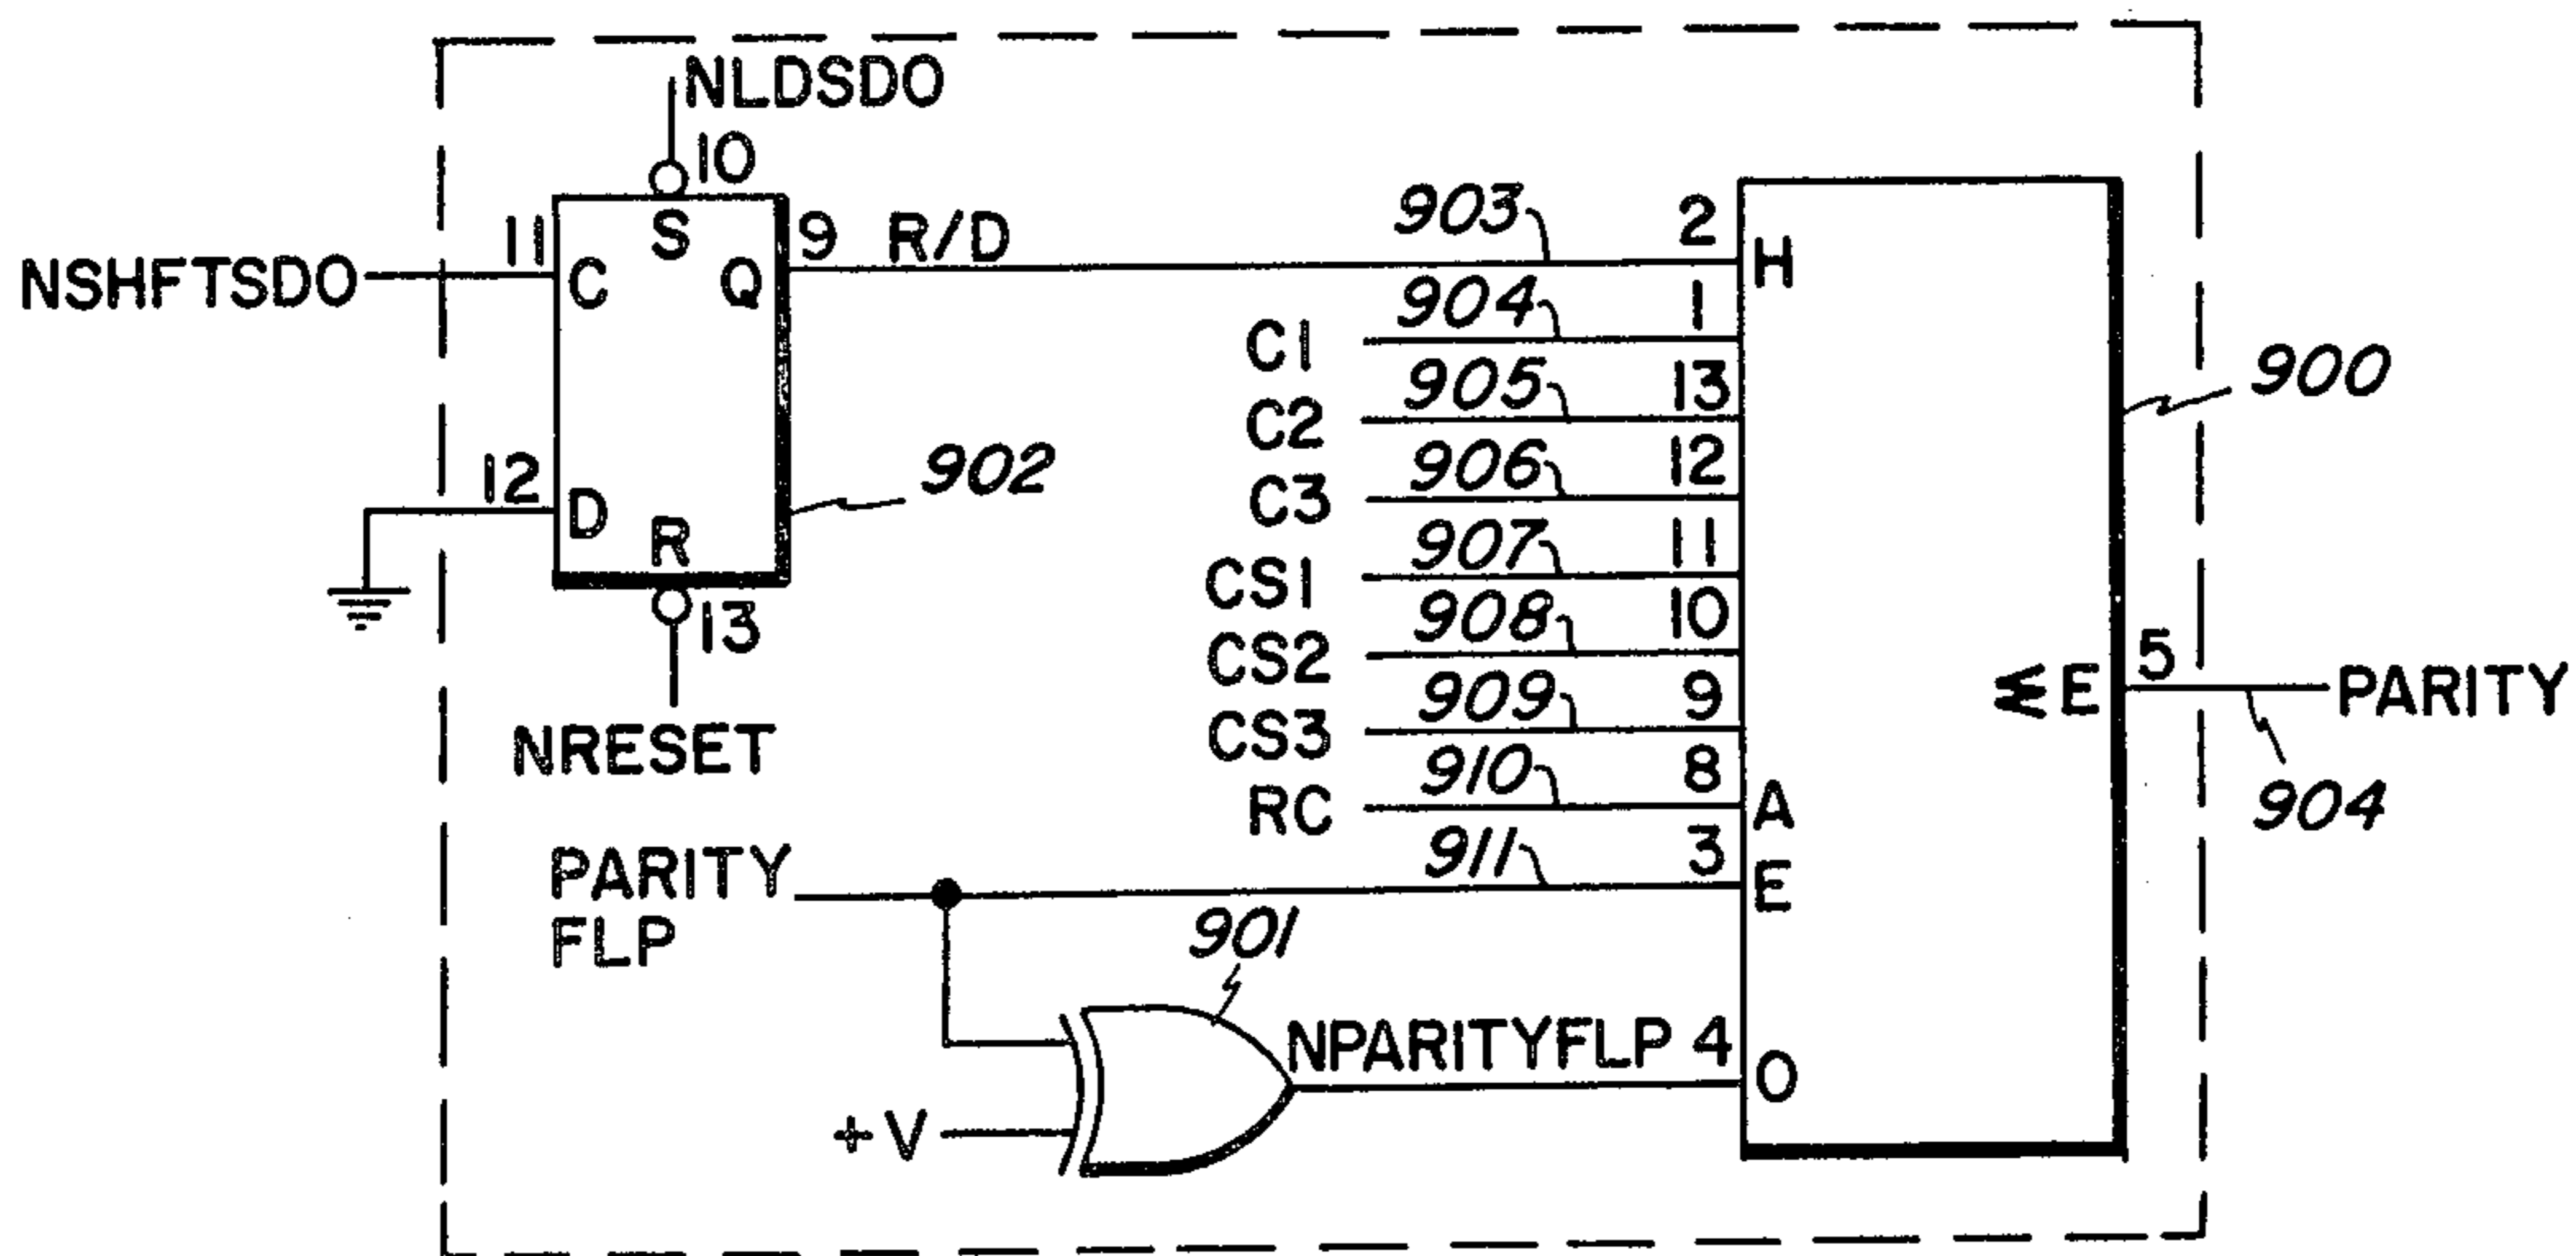 NLDSDO
10
S
11
NSHFTSDO
C
Q
9 R/D
12
D
R
902
13
NRESET
903
2
H
C1
904
1
C2
905
13
C3
906
12
CS1
907
11
CS2
908
10
CS3
909
9
RC
910
8
A
PARITY
FLP
911
3
E
901
+V
NPARITYFLP 4
O
900
ΣE
5
PARITY
904